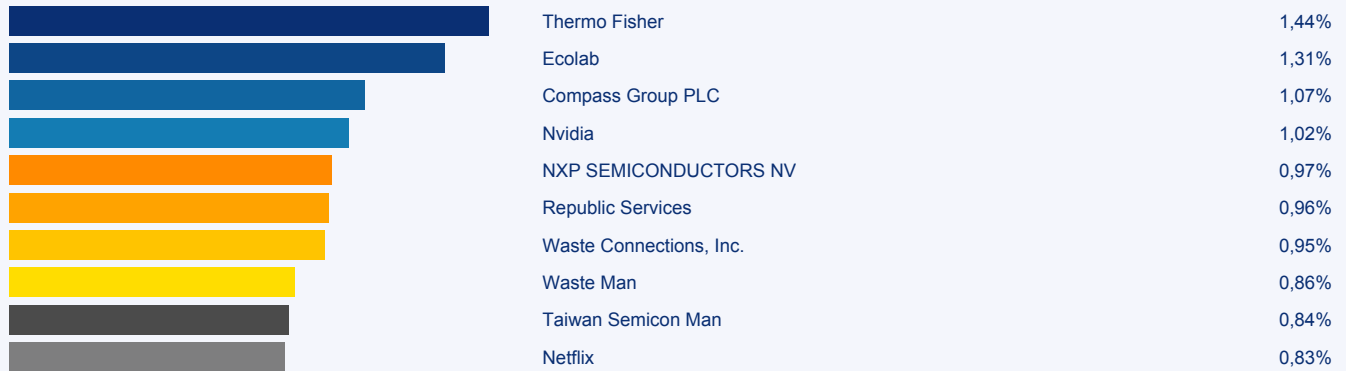 Thermo Fisher 1,44%
Ecolab 1,31%
Compass Group PLC 1,07%
Nvidia 1,02%
NXP SEMICONDUCTORS NV 0,97%
Republic Services 0,96%
Waste Connections, Inc. 0,95%
Waste Man 0,86%
Taiwan Semicon Man 0,84%
Netflix 0,83%